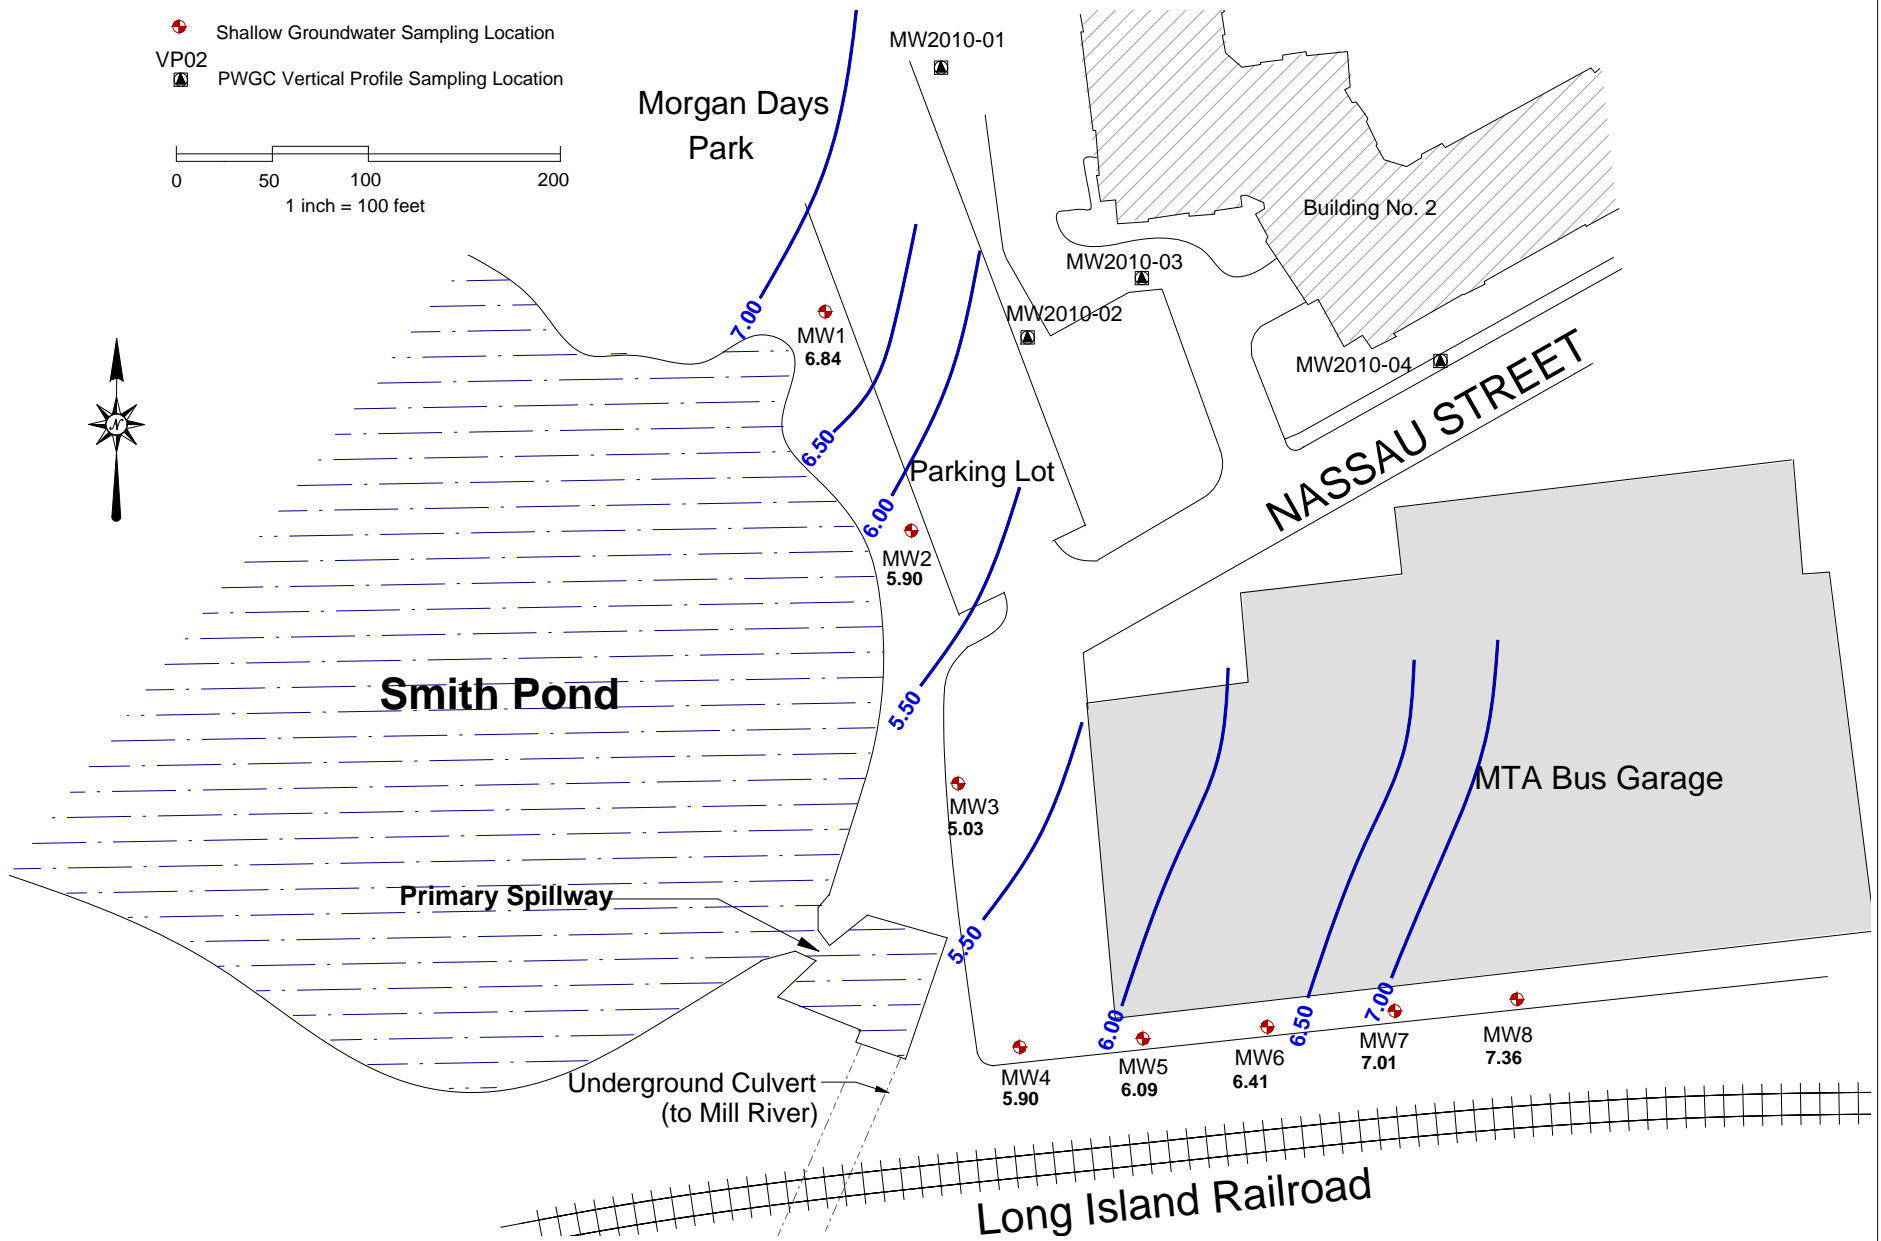 Shallow Groundwater Sampling Location
VP02
PWGC Vertical Profile Sampling Location
0 50 100 200
1 inch = 100 feet
Morgan Days
Park
MW2010-01
Building No. 2
MW2010-03
MW2010-02
MW2010-04
7.00
MW1
6.84
N
6.50
Parking Lot
NASSAU STREET
6.00
MW2
5.90
Smith Pond
5.50
MTA Bus Garage
MW3
5.03
Primary Spillway
5.50
6.00
6.50
7.00
MW4
5.90
MW5
6.09
MW6
6.41
MW7
7.01
MW8
7.36
Underground Culvert
(to Mill River)
Long Island Railroad